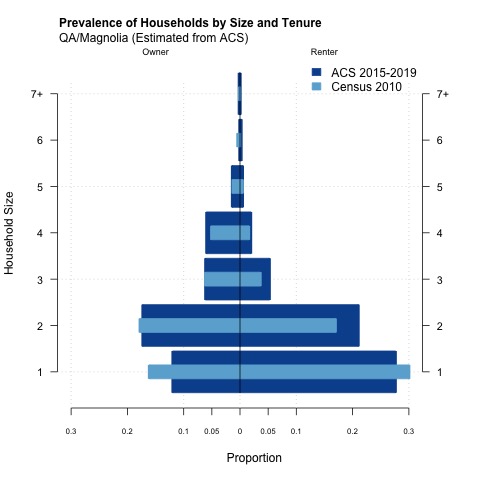 Prevalence of Households by Size and Tenure
QA/Magnolia (Estimated from ACS)
Owner Renter
ACS 2015-2019
Census 2010
7+ 7+
6 6
5 5
4 4
3 3
2 2
1 1
Household Size
0.3 0.2 0.1 0.05 0 0.05 0.1 0.2 0.3
Proportion